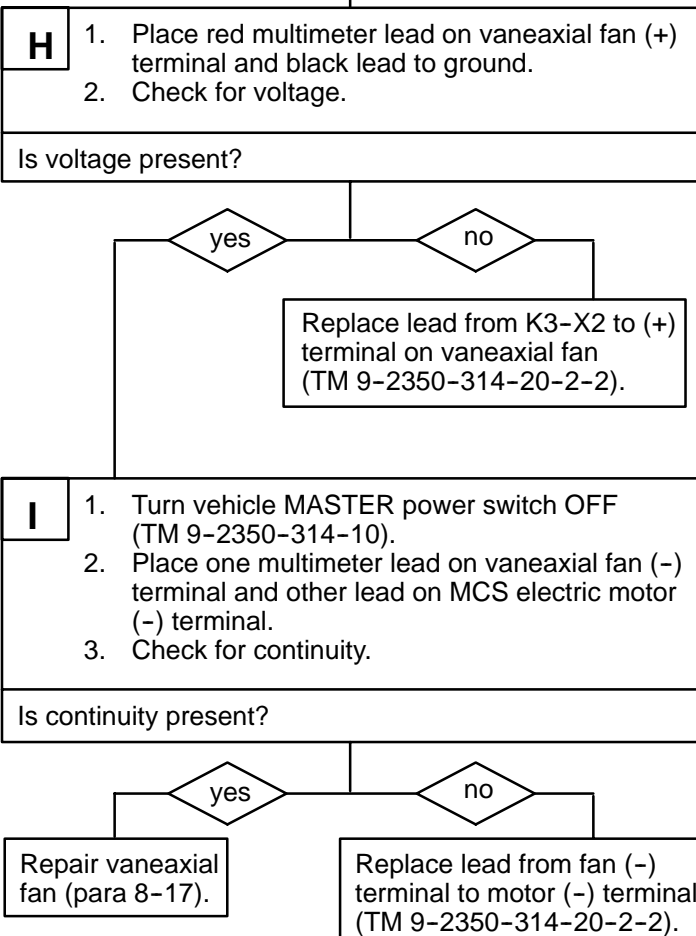 H
1. Place red multimeter lead on vaneaxial fan (+)
terminal and black lead to ground.
2. Check for voltage.
Is voltage present?
yes
no
Replace lead from K3-X2 to (+)
terminal on vaneaxial fan
(TM 9-2350-314-20-2-2).
I
1. Turn vehicle MASTER power switch OFF
(TM 9-2350-314-10).
2. Place one multimeter lead on vaneaxial fan (-)
terminal and other lead on MCS electric motor
(-) terminal.
3. Check for continuity.
Is continuity present?
yes
no
Repair vaneaxial
fan (para 8-17).
Replace lead from fan (-)
terminal to motor (-) terminal
(TM 9-2350-314-20-2-2).